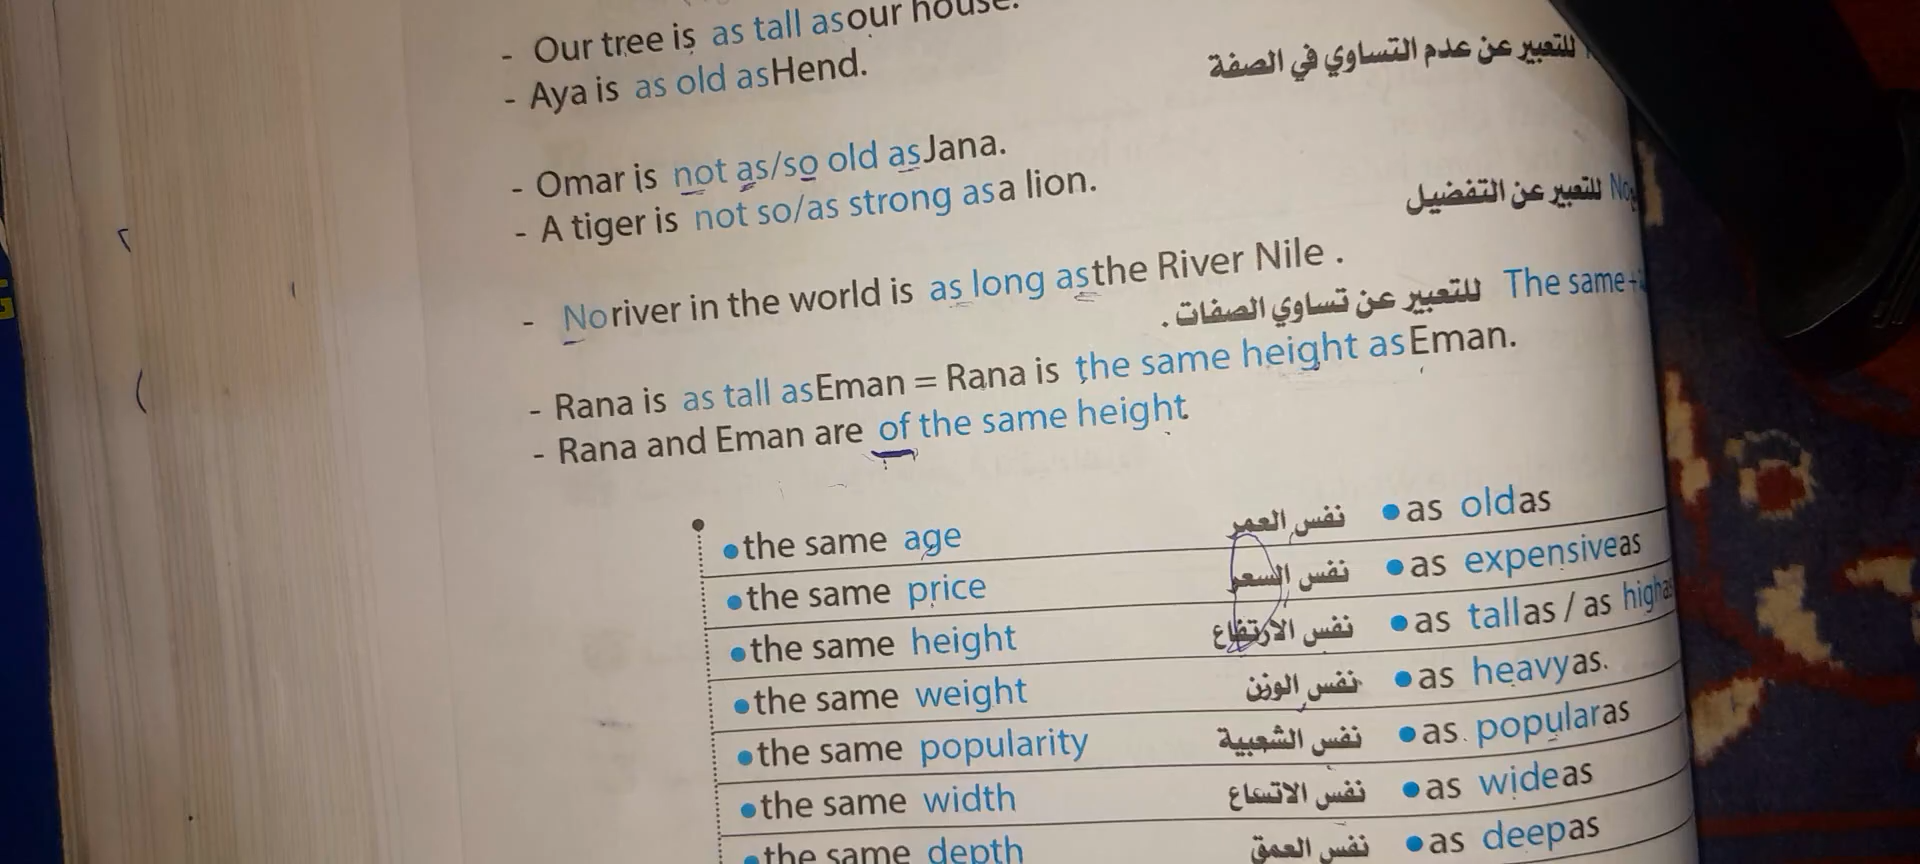 - Our tree is as tall as our house.
- Aya is as old as Hend.
للتعبير عن عدم التساوي في الصفة
- Omar is not as/so old as Jana.
- A tiger is not so/as strong as a lion.
للتعبير عن التفضيل No
- No river in the world is as long as the River Nile .
The same + للتعبير عن تساوي الصفات .
- Rana is as tall as Eman = Rana is the same height as Eman.
- Rana and Eman are of the same height
• the same age نفس العمر • as old as
• the same price نفس السعر • as expensive as
• the same height نفس الارتفاع • as tall as / as high as
• the same weight نفس الوزن • as heavy as.
• the same popularity نفس الشعبية • as popular as
• the same width نفس الاتساع • as wide as
• the same depth نفس العمق • as deep as